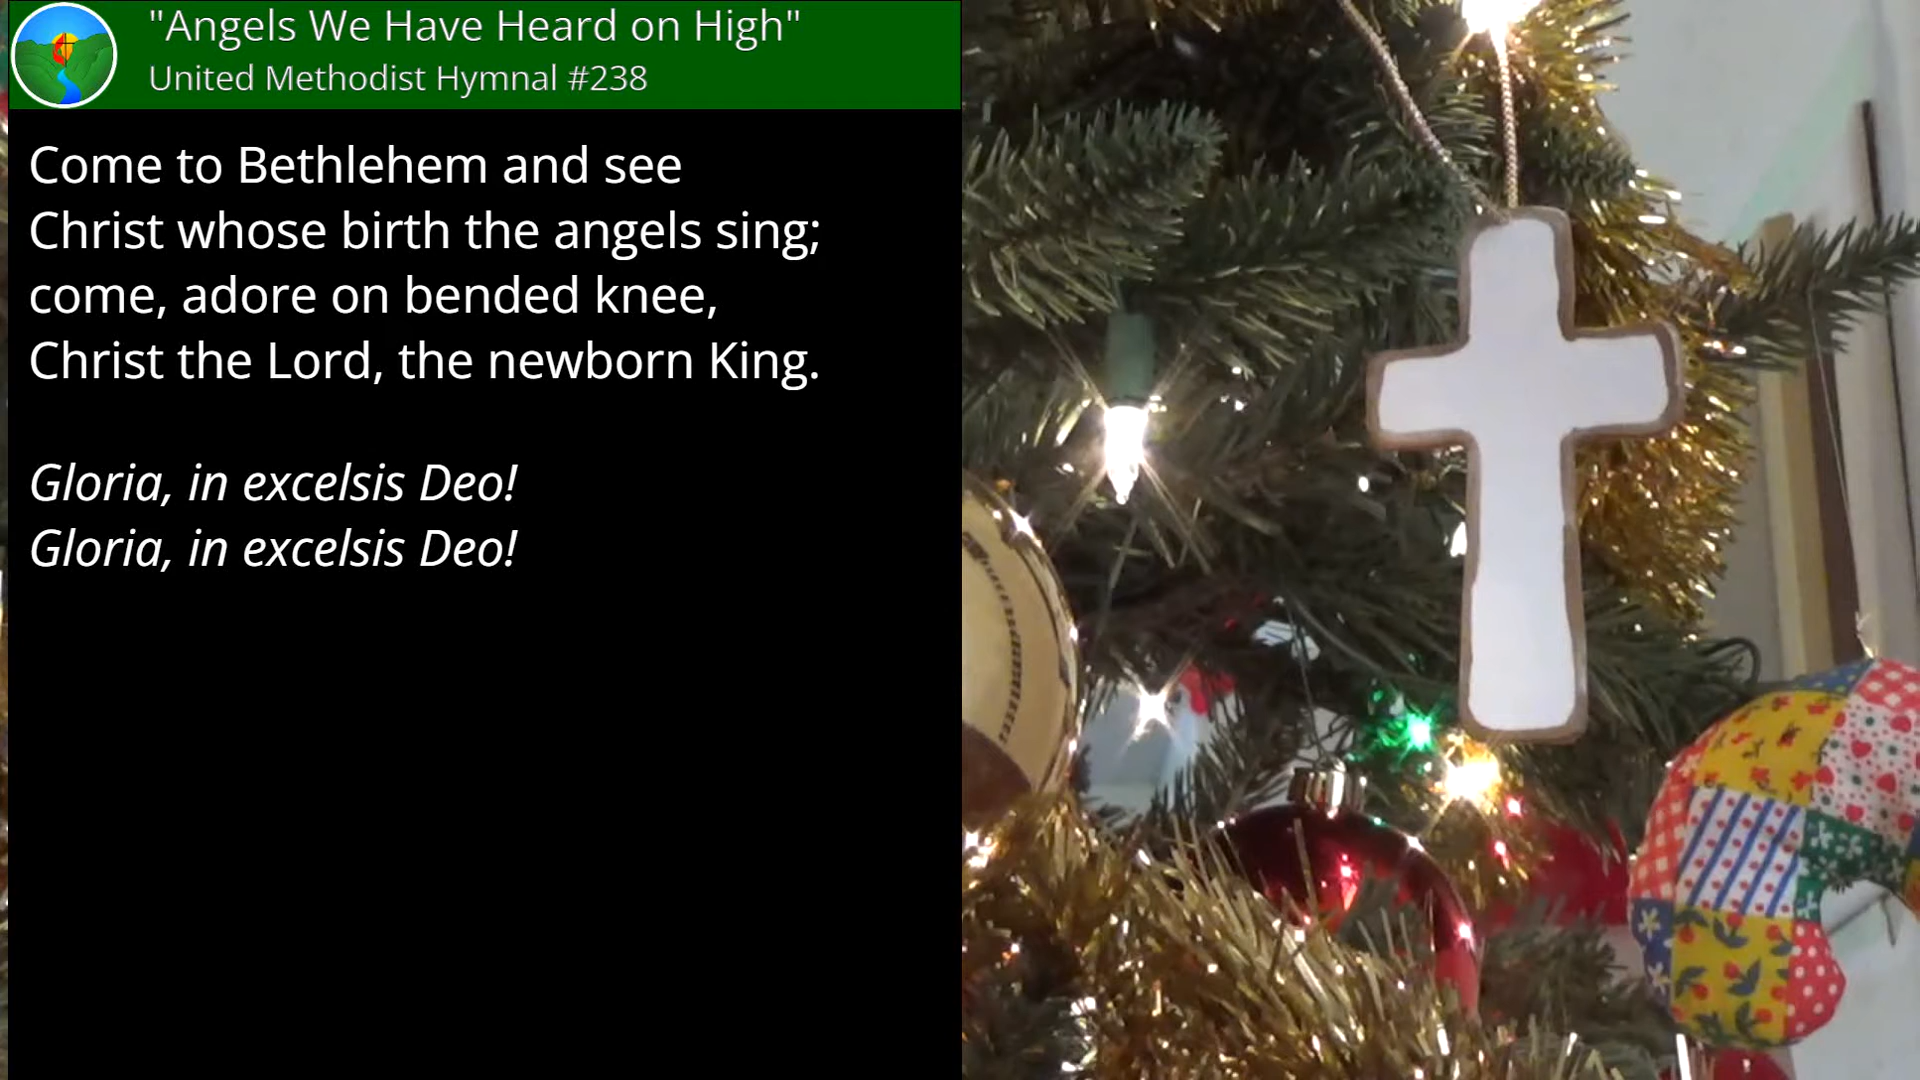 "Angels We Have Heard on High"
United Methodist Hymnal #238
Come to Bethlehem and see
Christ whose birth the angels sing;
come, adore on bended knee,
Christ the Lord, the newborn King.
Gloria, in excelsis Deo!
Gloria, in excelsis Deo!